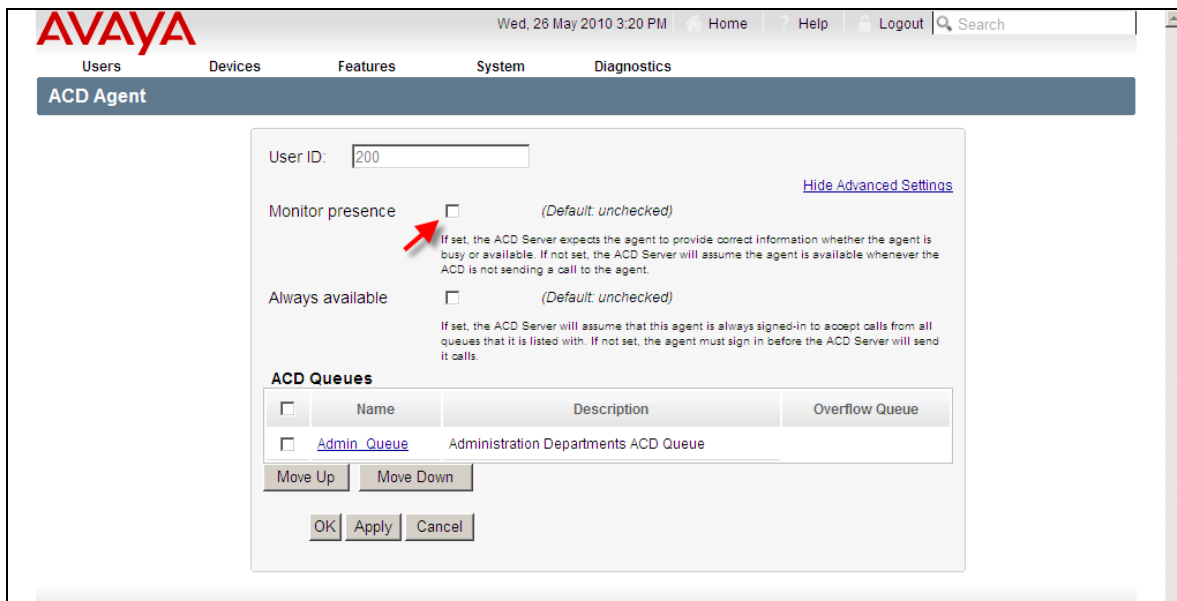 AVAYA
Wed, 26 May 2010 3:20 PM Home ? Help Logout Search
Users Devices Features System Diagnostics
ACD Agent
User ID: 200
Hide Advanced Settings
Monitor presence (Default: unchecked)
If set, the ACD Server expects the agent to provide correct information whether the agent is
busy or available. If not set, the ACD Server will assume the agent is available whenever the
ACD is not sending a call to the agent.
Always available (Default: unchecked)
If set, the ACD Server will assume that this agent is always signed-in to accept calls from all
queues that it is listed with. If not set, the agent must sign in before the ACD Server will send
it calls.
ACD Queues
Name Description Overflow Queue
Admin_Queue Administration Departments ACD Queue
Move Up Move Down
OK Apply Cancel